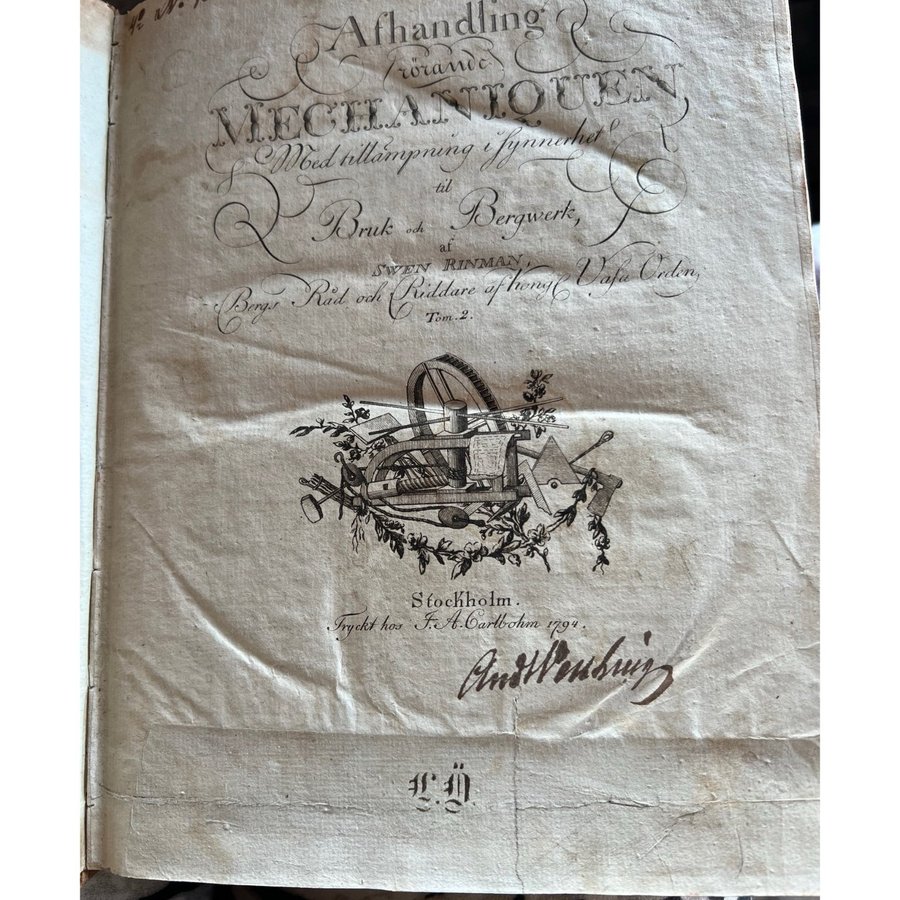 Afhandling
rörande
MECHANIQUEN
Med tillämpning i synnerhet
til
Bruk och Bergwerk,
af
SWEN RINMAN,
Bergs Råd och Riddare af Kongl. Vasa Orden,
Tom. 2.
Stockholm.
Tryckt hos F. A. Carlbohm 1794.
L. Ö.